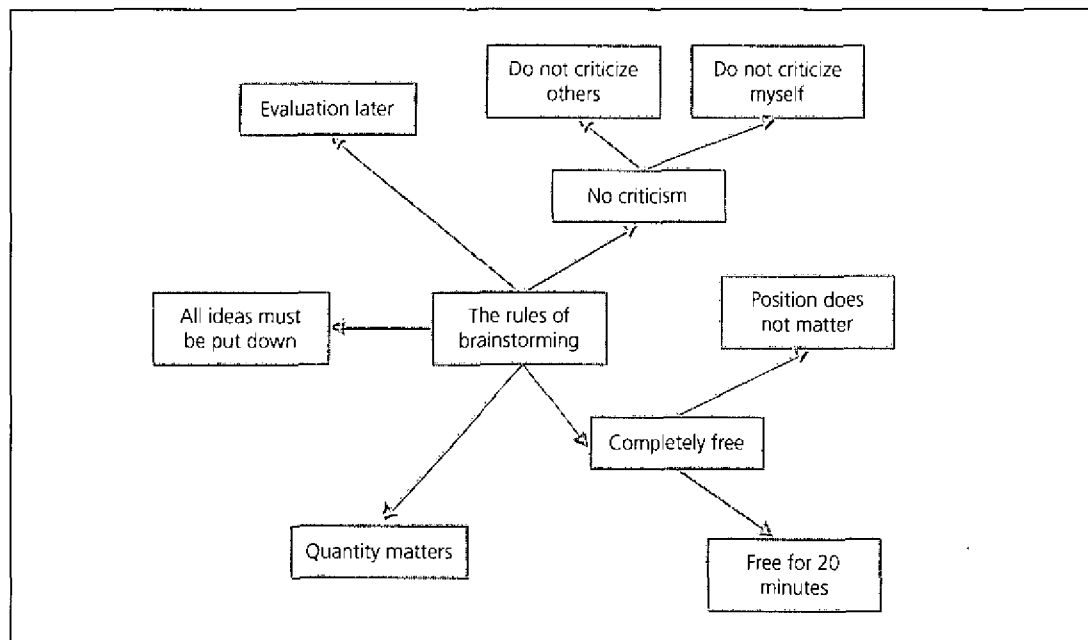 Do not criticize
others
Do not criticize
myself
Evaluation later
No criticism
All ideas must
be put down
The rules of
brainstorming
Position does
not matter
Completely free
Quantity matters
Free for 20
minutes